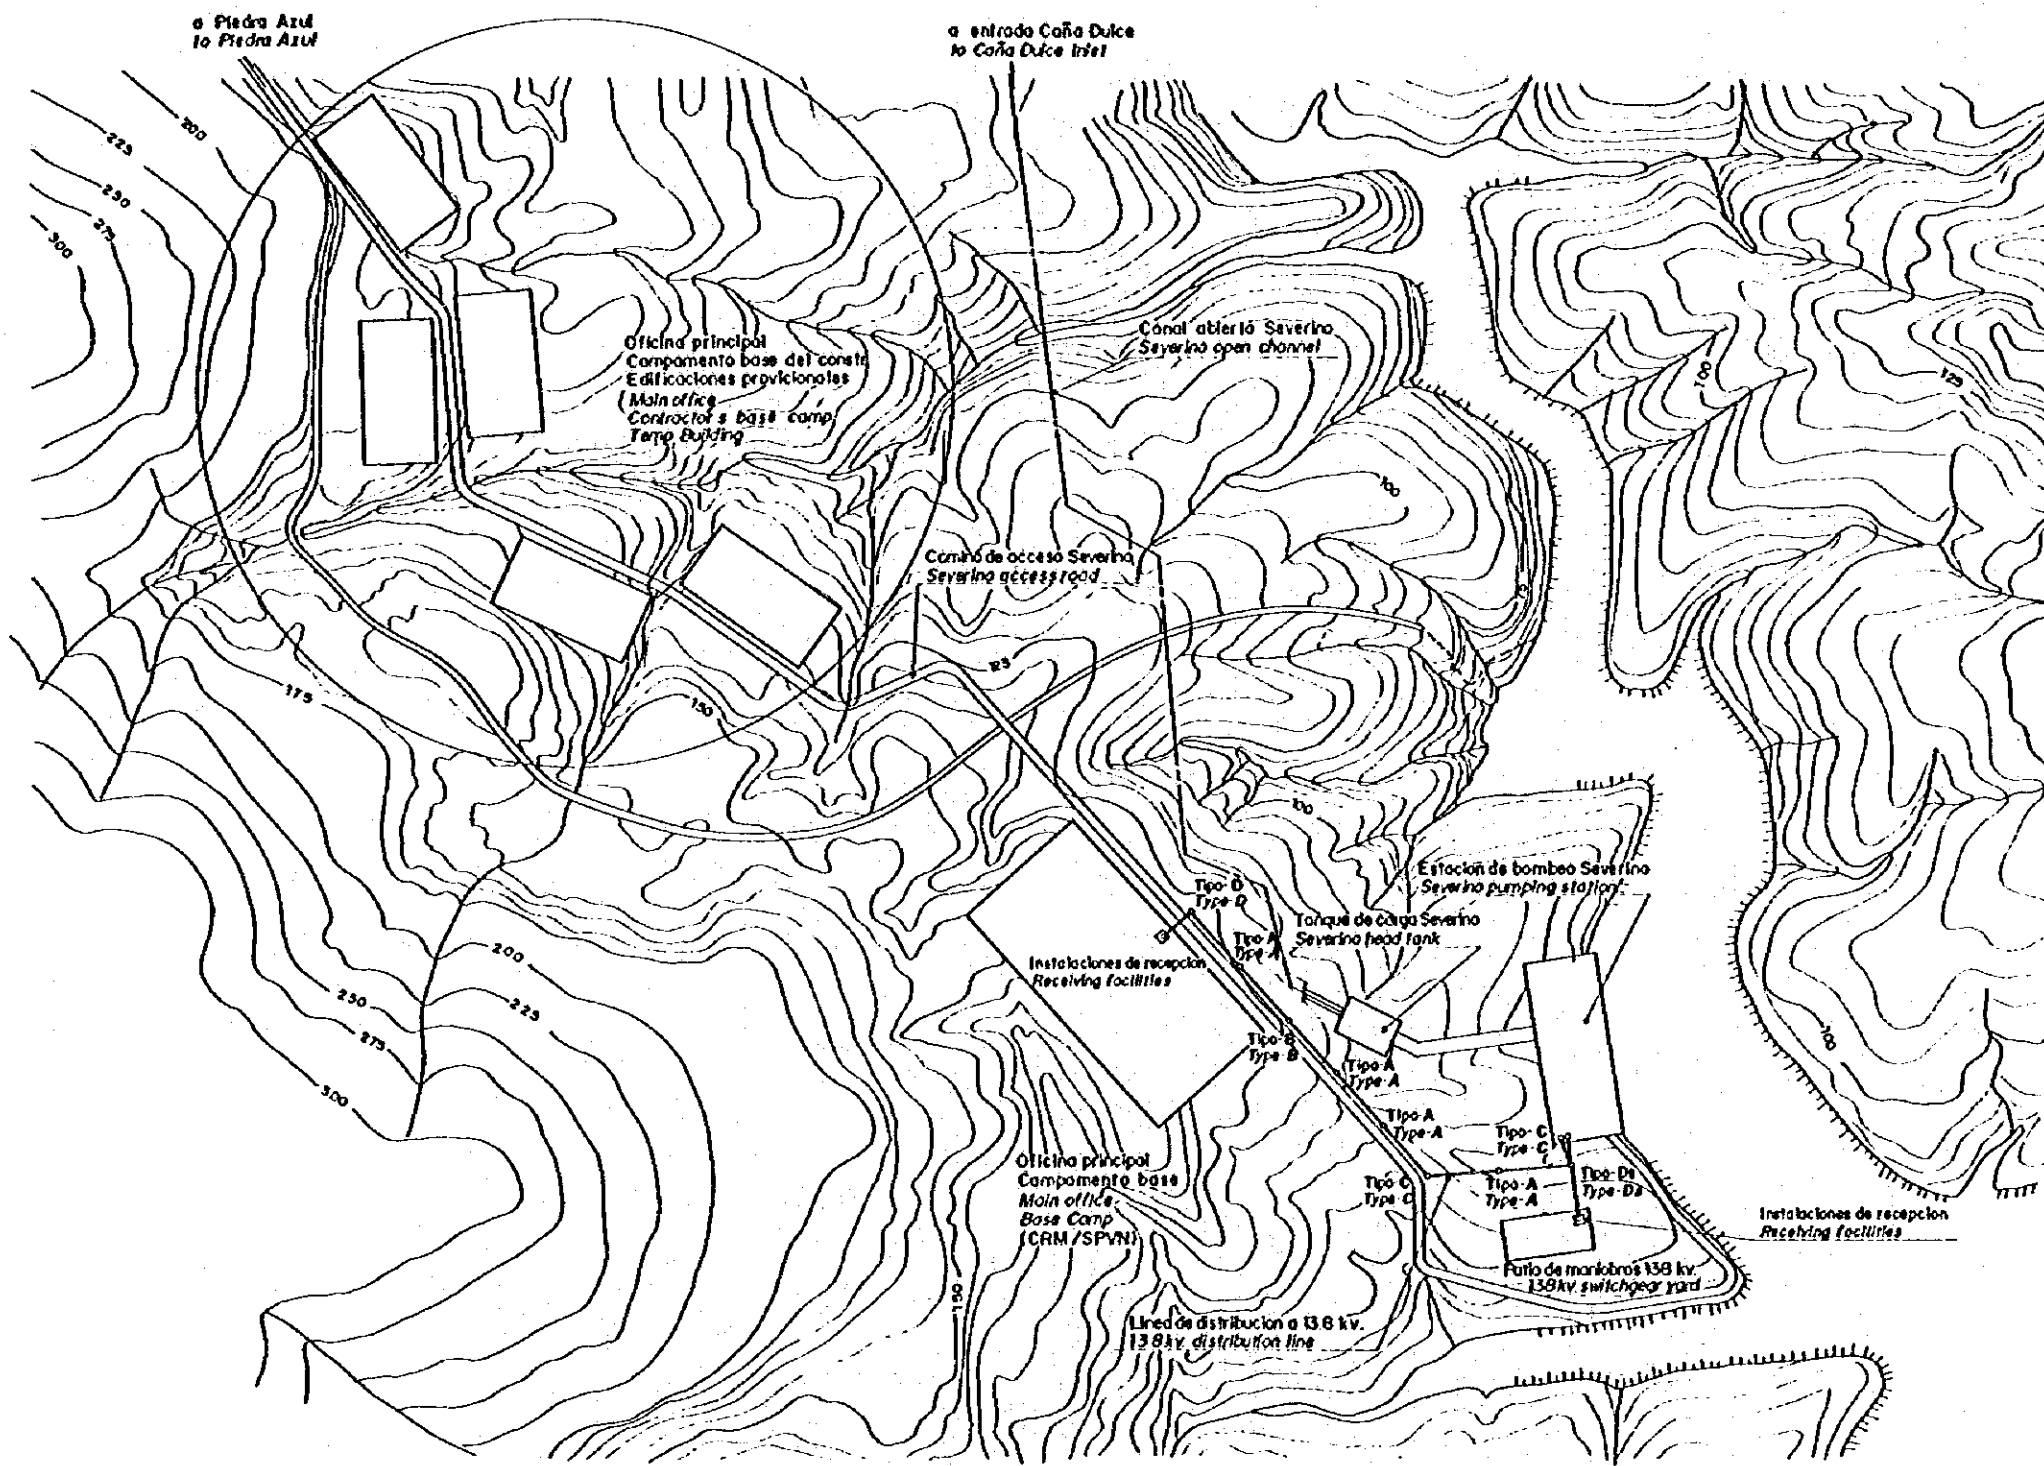 a Piedra Azul
to Piedra Azul
a entrada Caña Dulce
to Caña Dulce Inlet
200
225
250
275
300
Oficina principal
Campamento base del constr.
Edificaciones provicionales
(Main office
Contractor's base camp
Temp Building
Canal abierto Severino
Severino open channel
100
125
100
Camino de acceso Severino
Severino access road
125
175
150
100
Estacion de bombeo Severino
Severino pumping station
Tipo-D
Type-D
Tanque de carga Severino
Severino head tank
Tipo-A
Type-A
Instalaciones de recepcion
Receiving facilities
200
225
250
275
300
Tipo-B
Type-B
Tipo-A
Type-A
100
Tipo-A
Type-A
Tipo-C
Type-C
Oficina principal
Campamento base
Main office
Base Camp
(CRM/SPVN)
Tipo-C
Type-C
Tipo-A
Type-A
Tipo-Ds
Type-Ds
Instalaciones de recepcion
Receiving facilities
Patio de maniobras 138 kv.
138kv switchgear yard
150
Linea de distribucion a 13.8 kv.
13.8kv. distribution line